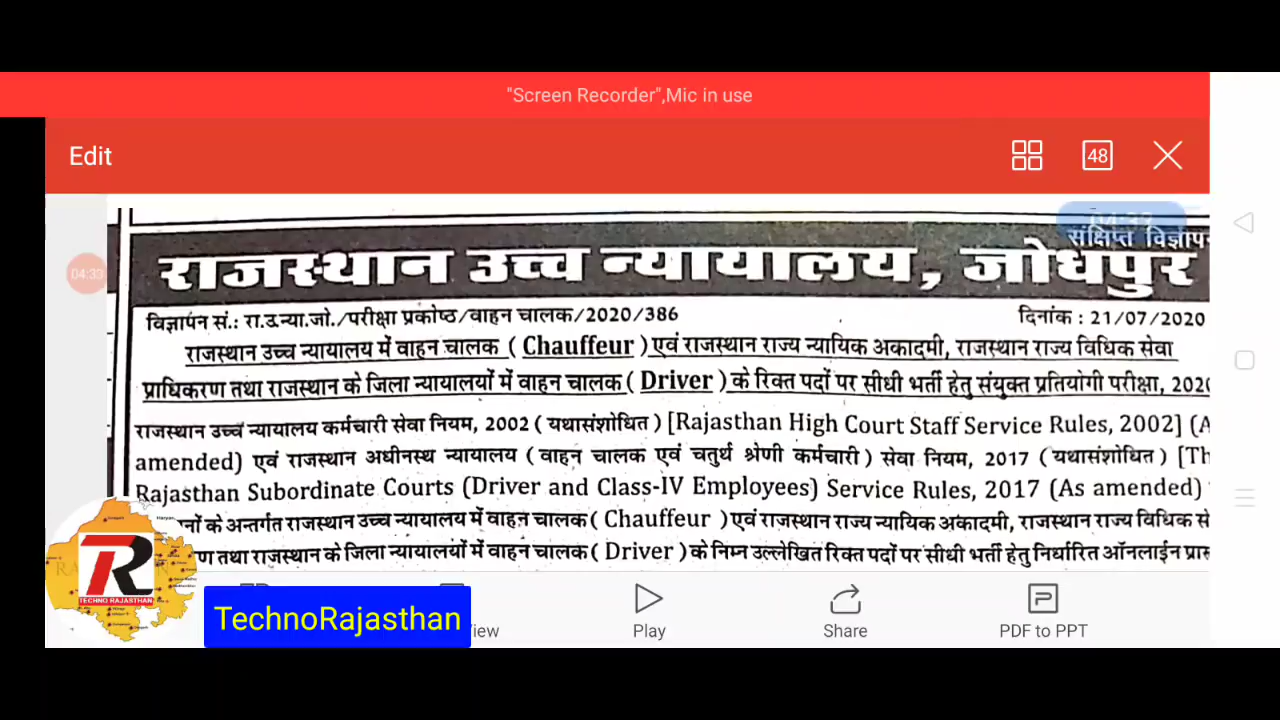 "Screen Recorder",Mic in use
Edit
48
04:33
संक्षिप्त
राजस्थान उच्च न्यायालय, जोधपुर
विज्ञापन सं.: रा.उ.न्या.जो./परीक्षा प्रकोष्ठ/वाहन चालक/2020/386 दिनांक : 21/07/2020
राजस्थान उच्च न्यायालय में वाहन चालक ( Chauffeur ) एवं राजस्थान राज्य न्यायिक अकादमी, राजस्थान राज्य विधिक सेवा
प्राधिकरण तथा राजस्थान के जिला न्यायालयों में वाहन चालक ( Driver ) के रिक्त पदों पर सीधी भर्ती हेतु संयुक्त प्रतियोगी परीक्षा, 202
राजस्थान उच्च न्यायालय कर्मचारी सेवा नियम, 2002 ( यथासंशोधित ) [Rajasthan High Court Staff Service Rules, 2002] (A
amended) एवं राजस्थान अधीनस्थ न्यायालय ( वाहन चालक एवं चतुर्थ श्रेणी कर्मचारी ) सेवा नियम, 2017 ( यथासंशोधित ) [Th
Rajasthan Subordinate Courts (Driver and Class-IV Employees) Service Rules, 2017 (As amended)
के अन्तर्गत राजस्थान उच्च न्यायालय में वाहन चालक ( Chauffeur ) एवं राजस्थान राज्य न्यायिक अकादमी, राजस्थान राज्य विधिक
तथा राजस्थान के जिला न्यायालयों में वाहन चालक ( Driver ) के निम्न उल्लेखित रिक्त पदों पर सीधी भर्ती हेतु निर्धारित ऑनलाईन
TR
TECHNO RAJASTHAN
TechnoRajasthan
Play
Share
PDF to PPT